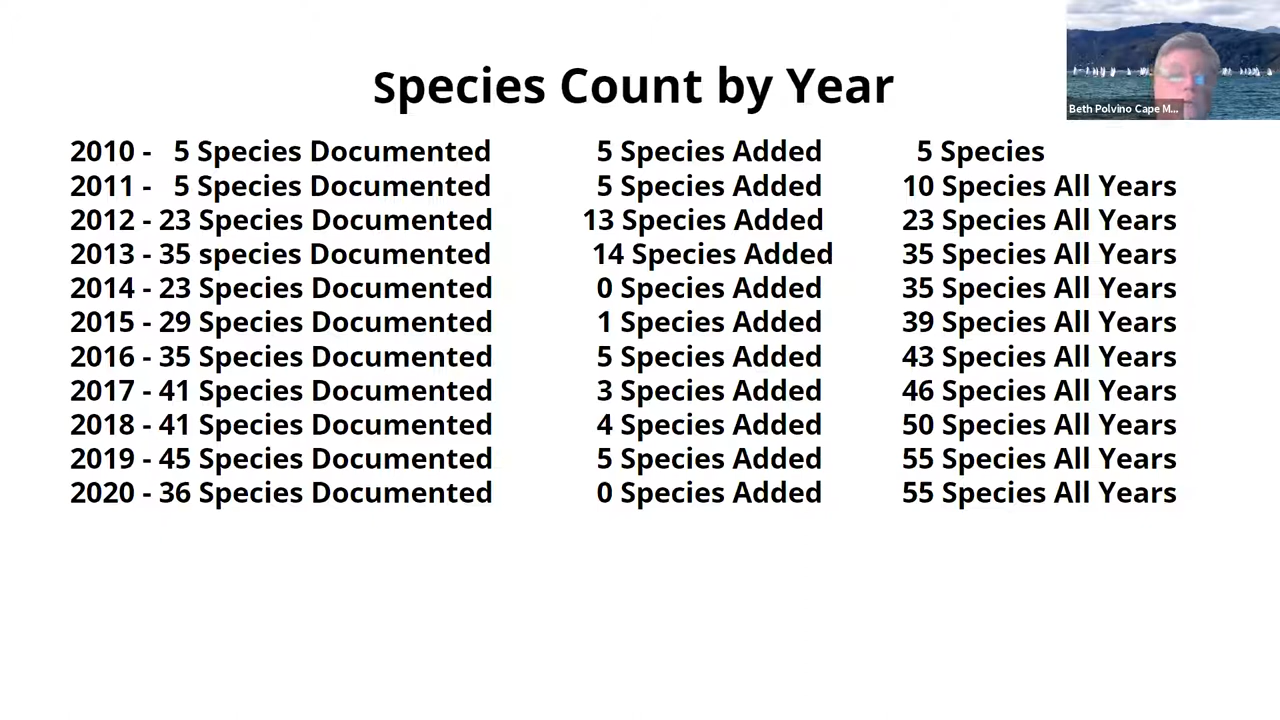 Species Count by Year
Beth Polvino Cape M...
2010 - 5 Species Documented 5 Species Added 5 Species
2011 - 5 Species Documented 5 Species Added 10 Species All Years
2012 - 23 Species Documented 13 Species Added 23 Species All Years
2013 - 35 species Documented 14 Species Added 35 Species All Years
2014 - 23 Species Documented 0 Species Added 35 Species All Years
2015 - 29 Species Documented 1 Species Added 39 Species All Years
2016 - 35 Species Documented 5 Species Added 43 Species All Years
2017 - 41 Species Documented 3 Species Added 46 Species All Years
2018 - 41 Species Documented 4 Species Added 50 Species All Years
2019 - 45 Species Documented 5 Species Added 55 Species All Years
2020 - 36 Species Documented 0 Species Added 55 Species All Years